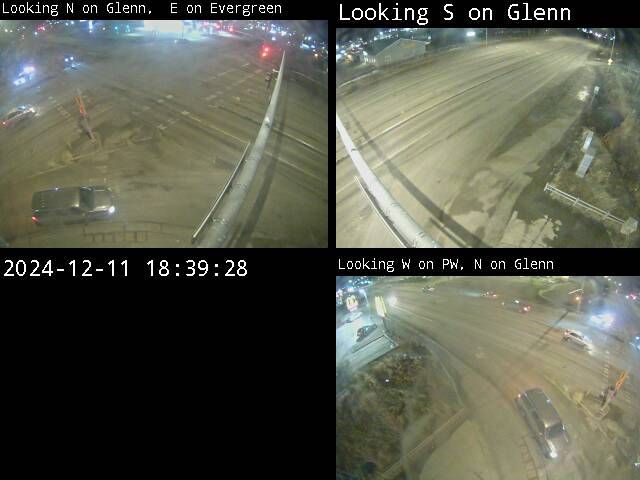 Looking N on Glenn,  E on Evergreen
Looking S on Glenn
2024-12-11 18:39:28
Looking W on PW, N on Glenn